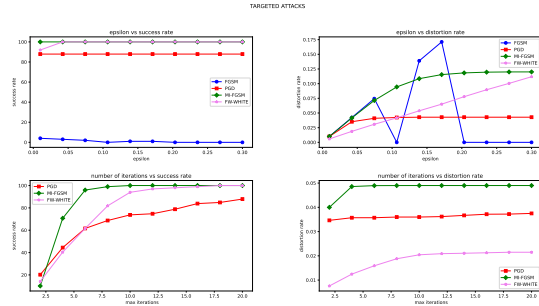 TARGETED ATTACKS
epsilon vs success rate
success rate
100
80
60
40
20
0
FGSM
PGD
MI-FGSM
FW-WHITE
0.00 0.05 0.10 0.15 0.20 0.25 0.30
epsilon
epsilon vs distortion rate
distortion rate
0.175
0.150
0.125
0.100
0.075
0.050
0.025
0.000
FGSM
PGD
MI-FGSM
FW-WHITE
0.00 0.05 0.10 0.15 0.20 0.25 0.30
epsilon
number of iterations vs success rate
success rate
100
80
60
40
20
PGD
MI-FGSM
FW-WHITE
2.5 5.0 7.5 10.0 12.5 15.0 17.5 20.0
max iterations
number of iterations vs distortion rate
distortion rate
0.05
0.04
0.03
0.02
0.01
PGD
MI-FGSM
FW-WHITE
2.5 5.0 7.5 10.0 12.5 15.0 17.5 20.0
max iterations